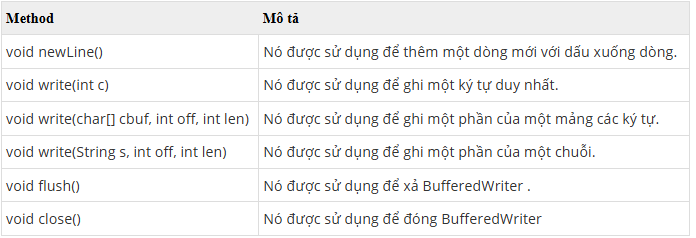 Method Mô tả
void newLine() Nó được sử dụng để thêm một dòng mới với dấu xuống dòng.
void write(int c) Nó được sử dụng để ghi một ký tự duy nhất.
void write(char[] cbuf, int off, int len) Nó được sử dụng để ghi một phần của một mảng các ký tự.
void write(String s, int off, int len) Nó được sử dụng để ghi một phần của một chuỗi.
void flush() Nó được sử dụng để xả BufferedWriter .
void close() Nó được sử dụng để đóng BufferedWriter